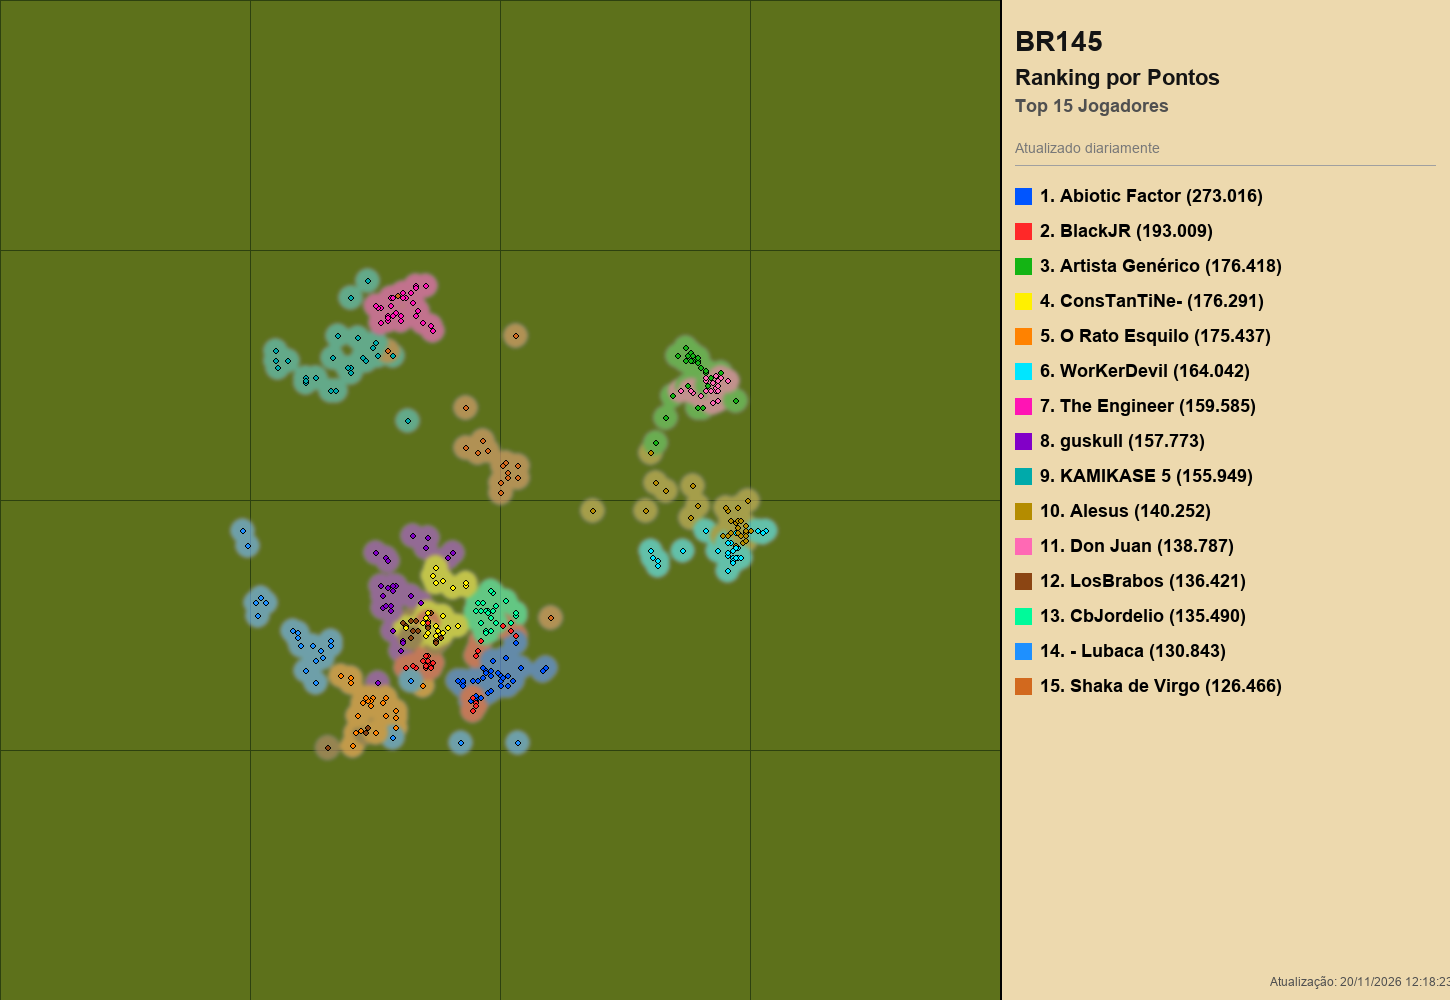 BR145
Ranking por Pontos
Top 15 Jogadores
Atualizado diariamente
1. Abiotic Factor (273.016)
2. BlackJR (193.009)
3. Artista Genérico (176.418)
4. ConsTanTiNe- (176.291)
5. O Rato Esquilo (175.437)
6. WorKerDevil (164.042)
7. The Engineer (159.585)
8. guskull (157.773)
9. KAMIKASE 5 (155.949)
10. Alesus (140.252)
11. Don Juan (138.787)
12. LosBrabos (136.421)
13. CbJordelio (135.490)
14. - Lubaca (130.843)
15. Shaka de Virgo (126.466)
Atualização: 20/11/2026 12:18:23